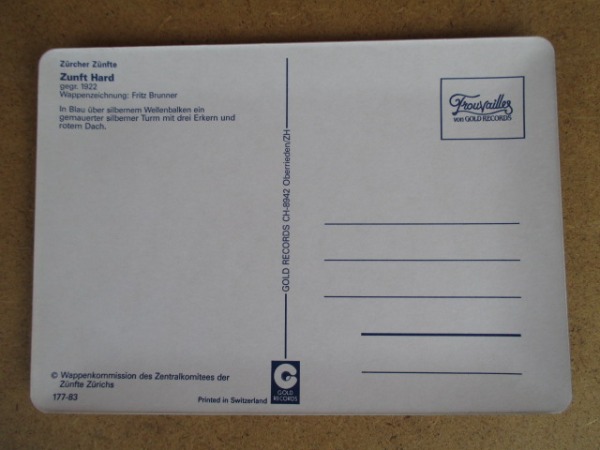 Zürcher Zünfte
Zunft Hard
gegr. 1922
Wappenzeichnung: Fritz Brunner
In Blau über silbernem Wellenbalken ein
gemauerter silberner Turm mit drei Erkern und
rotem Dach.
© Wappenkommission des Zentralkomitees der
Zünfte Zürichs
177-83
Printed in Switzerland
GOLD RECORDS CH-8942 Oberrieden/ZH
G
GOLD
RECORDS
Trouvailles
von GOLD RECORDS